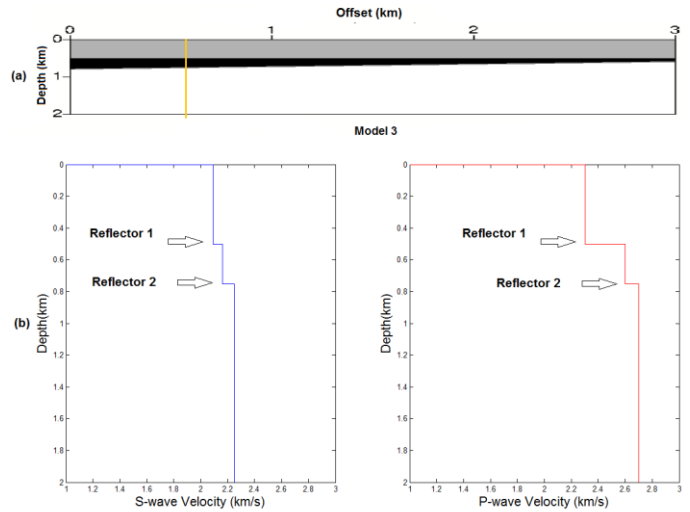 Offset (km)
0 1 2 3
0
1
2
Depth (km)
(a)
Model 3
0
0.2
0.4
0.6
0.8
1
1.2
1.4
1.6
1.8
2
Depth(km)
Reflector 1
Reflector 2
(b)
1 1.2 1.4 1.6 1.8 2 2.2 2.4 2.6 2.8 3
S-wave Velocity (km/s)
0
0.2
0.4
0.6
0.8
1
1.2
1.4
1.6
1.8
2
Depth(km)
Reflector 1
Reflector 2
1 1.2 1.4 1.6 1.8 2 2.2 2.4 2.6 2.8 3
P-wave Velocity (km/s)